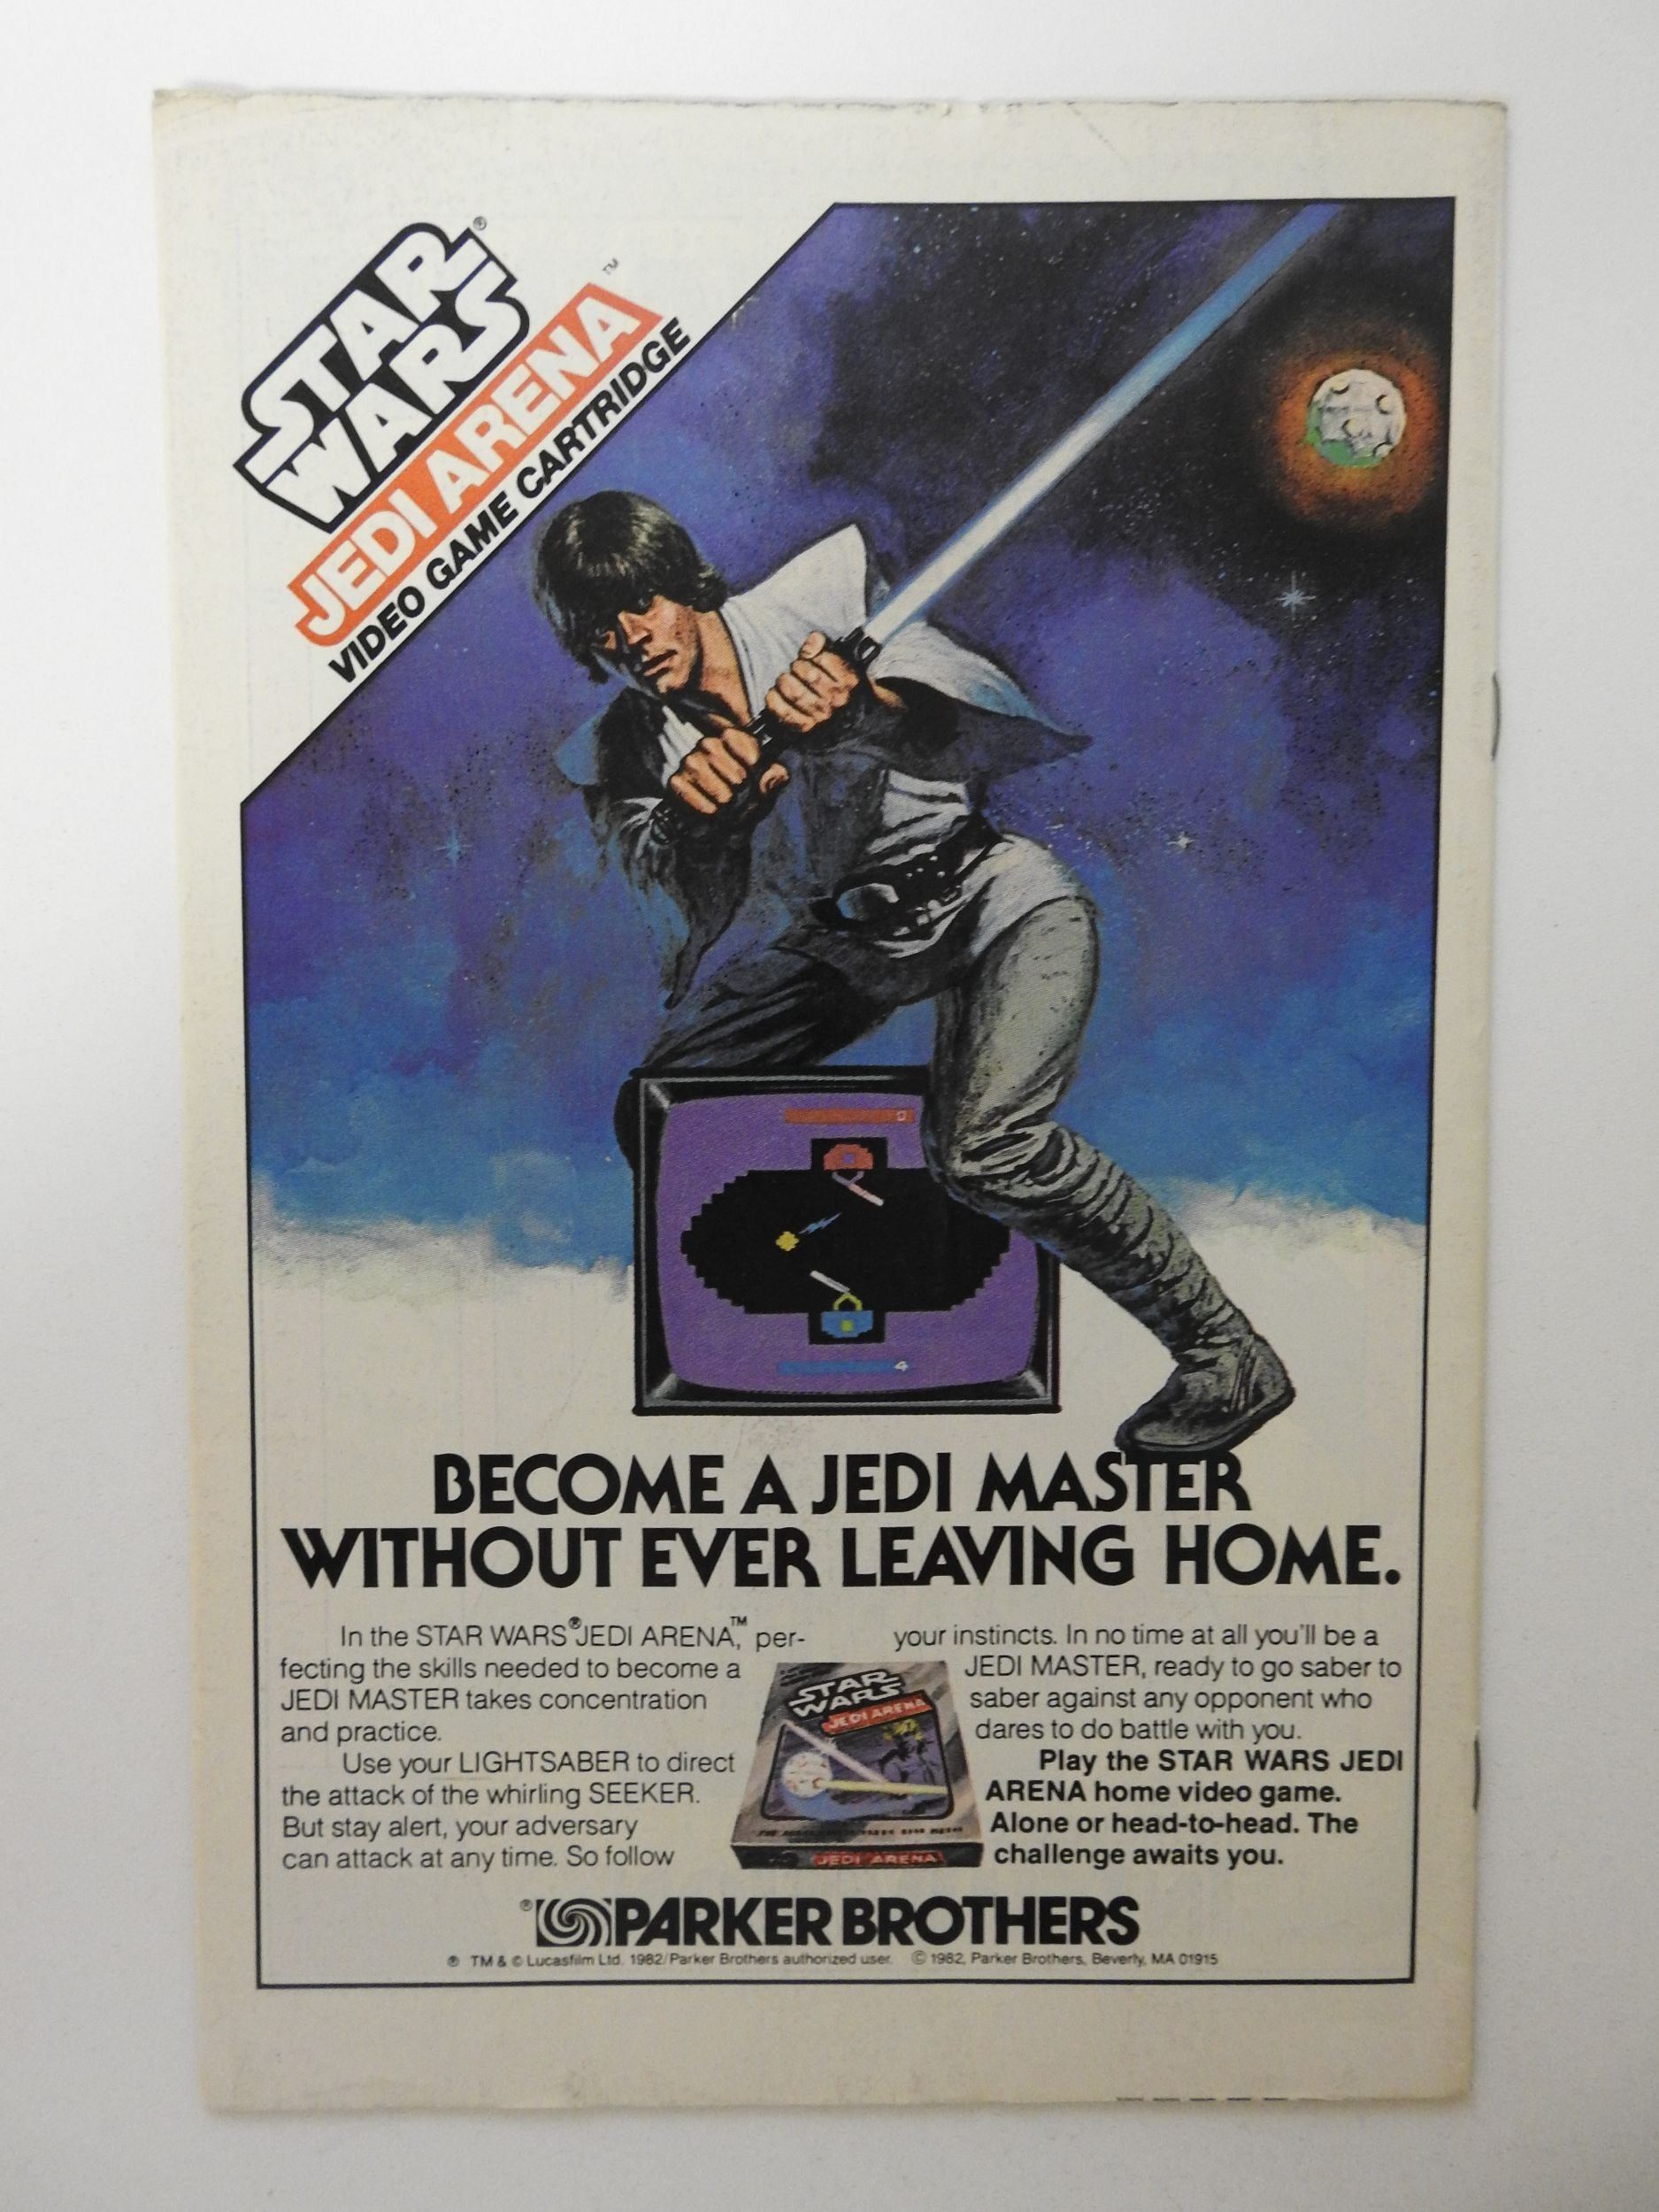 STAR ®
WARS
JEDI ARENA ™
VIDEO GAME CARTRIDGE
0
4
BECOME A JEDI MASTER
WITHOUT EVER LEAVING HOME.
In the STAR WARS® JEDI ARENA,™ per-
fecting the skills needed to become a
JEDI MASTER takes concentration
and practice.
Use your LIGHTSABER to direct
the attack of the whirling SEEKER.
But stay alert, your adversary
can attack at any time. So follow
STAR
WARS
JEDI ARENA
JEDI ARENA
your instincts. In no time at all you'll be a
JEDI MASTER, ready to go saber to
saber against any opponent who
dares to do battle with you.
Play the STAR WARS JEDI
ARENA home video game.
Alone or head-to-head. The
challenge awaits you.
® PARKER BROTHERS
® TM & © Lucasfilm Ltd. 1982/Parker Brothers authorized user. © 1982, Parker Brothers, Beverly, MA 01915